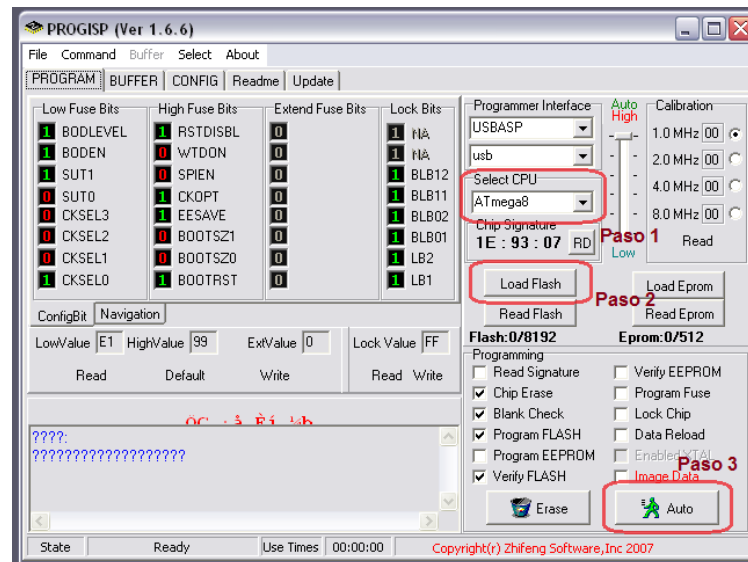 PROGISP (Ver 1.6.6)
File Command Buffer Select About
PROGRAM BUFFER CONFIG Readme Update
Low Fuse Bits
1 BODLEVEL
1 BODEN
1 SUT1
0 SUT0
0 CKSEL3
0 CKSEL2
0 CKSEL1
1 CKSEL0
High Fuse Bits
1 RSTDISBL
0 WTDON
0 SPIEN
1 CKOPT
1 EESAVE
0 BOOTSZ1
0 BOOTSZ0
1 BOOTRST
Extend Fuse Bits
0
0
0
0
0
0
0
0
Lock Bits
1 NA
1 NA
1 BLB12
1 BLB11
1 BLB02
1 BLB01
1 LB2
1 LB1
ConfigBit Navigation
LowValue E1 HighValue 99 ExtValue 0 Lock Value FF
Read Default Write Read Write
????:
???????????????????
Programmer Interface
USBASP
usb
Select CPU
ATmega8
Chip Signature
1E : 93 : 07 RD
Paso 1
Auto
High
Low
Calibration
1.0 MHz 00
2.0 MHz 00
4.0 MHz 00
8.0 MHz 00
Read
Load Flash
Paso 2
Load Eprom
Read Flash
Read Eprom
Flash:0/8192 Eprom:0/512
Programming
Read Signature Verify EEPROM
Chip Erase Program Fuse
Blank Check Lock Chip
Program FLASH Data Reload
Program EEPROM Enabled XTAL
Paso 3
Verify FLASH Image Data
Erase Auto
State Ready Use Times 00:00:00 Copyright(r) Zhifeng Software,Inc 2007